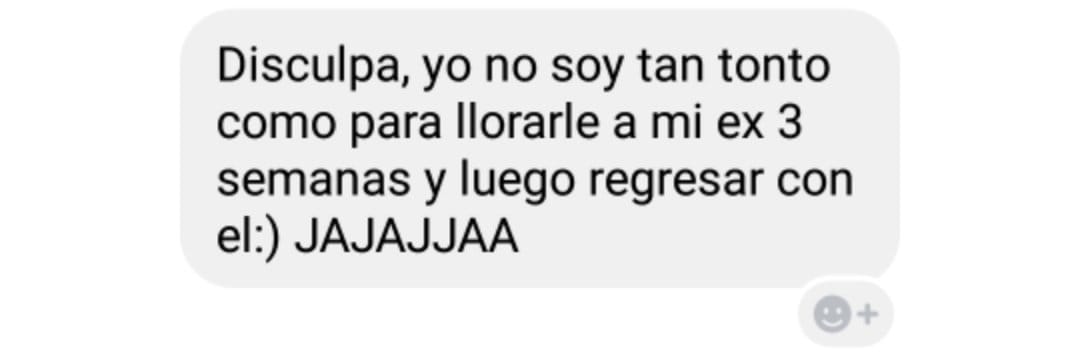 Disculpa, yo no soy tan tonto
como para llorarle a mi ex 3
semanas y luego regresar con
el:) JAJAJJAA